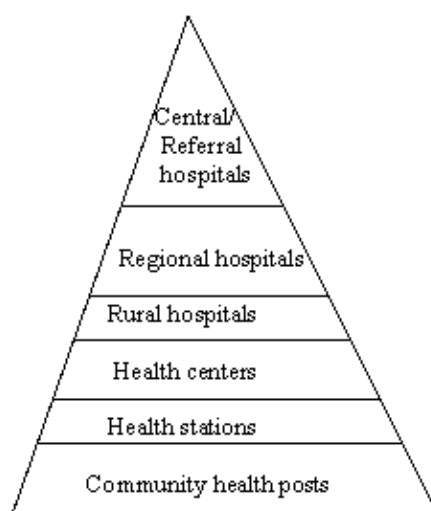 Central/
Referral
hospitals
Regional hospitals
Rural hospitals
Health centers
Health stations
Community health posts